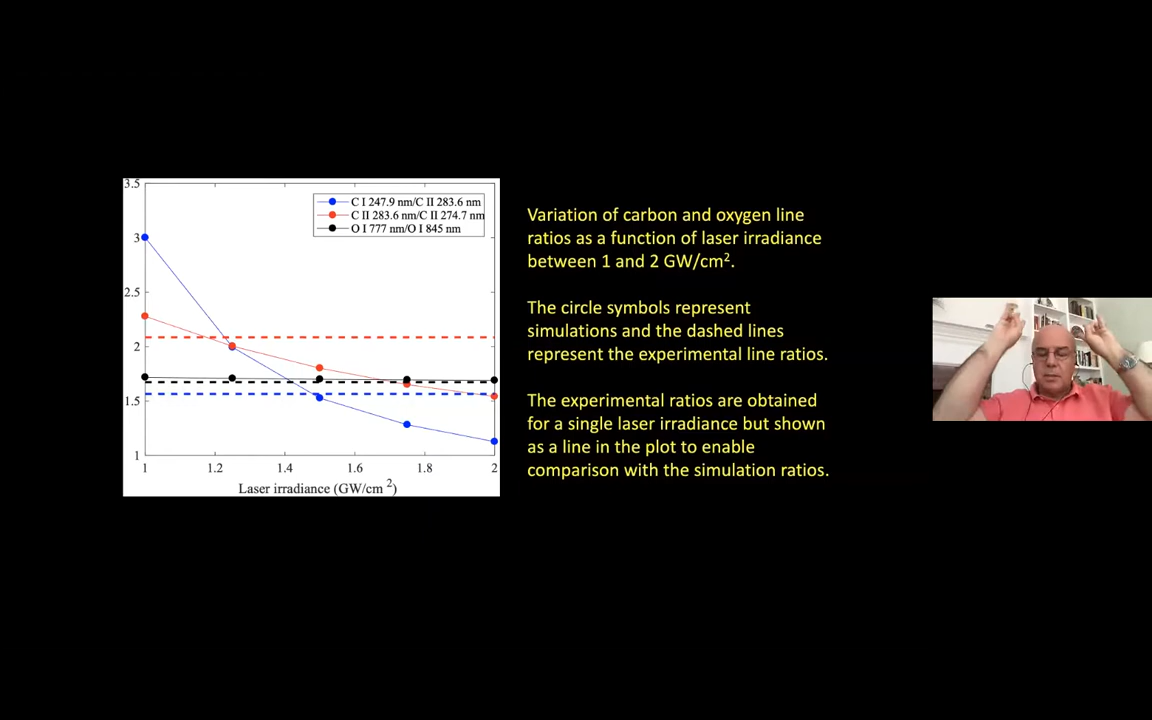 3.5
3
2.5
2
1.5
1
C I 247.9 nm/C II 283.6 nm
C II 283.6 nm/C II 274.7 nm
O I 777 nm/O I 845 nm
1 1.2 1.4 1.6 1.8 2
Laser irradiance (GW/cm ²)
Variation of carbon and oxygen line
ratios as a function of laser irradiance
between 1 and 2 GW/cm².
The circle symbols represent
simulations and the dashed lines
represent the experimental line ratios.
The experimental ratios are obtained
for a single laser irradiance but shown
as a line in the plot to enable
comparison with the simulation ratios.